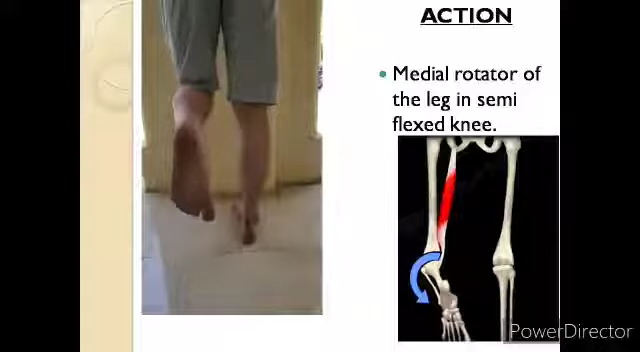 ACTION
• Medial rotator of
the leg in semi
flexed knee.
PowerDirector